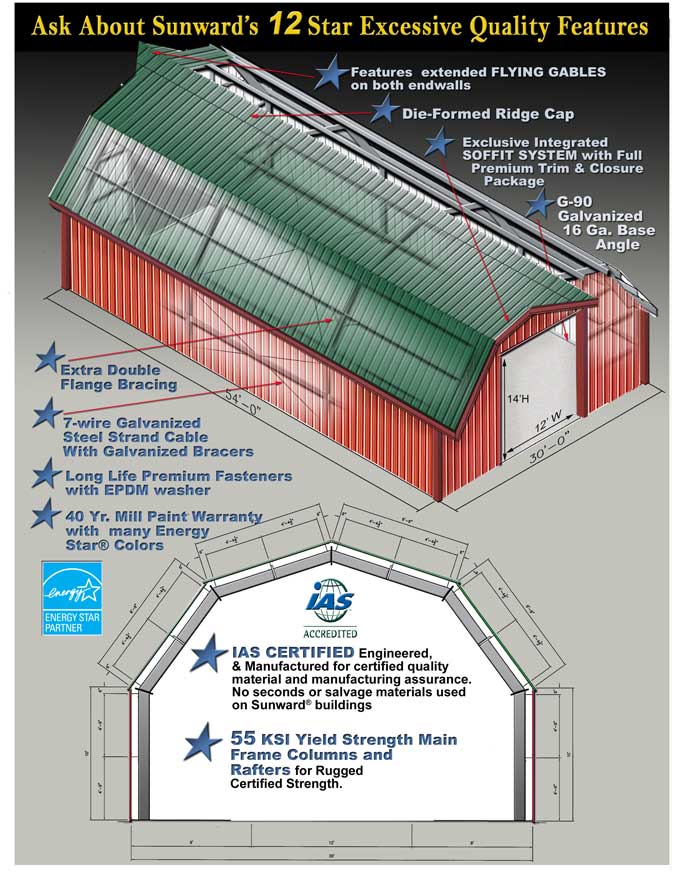 Ask About Sunward's 12 Star Excessive Quality Features
Features extended FLYING GABLES
on both endwalls
Die-Formed Ridge Cap
Exclusive Integrated
SOFFIT SYSTEM with Full
Premium Trim & Closure
Package
G-90
Galvanized
16 Ga. Base
Angle
Extra Double
Flange Bracing
54'-0"
14'H
12' W
30'-0"
7-wire Galvanized
Steel Strand Cable
With Galvanized Bracers
Long Life Premium Fasteners
with EPDM washer
40 Yr. Mill Paint Warranty
with many Energy
Star® Colors
energy
ENERGY STAR
PARTNER
IAS
ACCREDITED
IAS CERTIFIED Engineered,
& Manufactured for certified quality
material and manufacturing assurance.
No seconds or salvage materials used
on Sunward® buildings
55 KSI Yield Strength Main
Frame Columns and
Rafters for Rugged
Certified Strength.